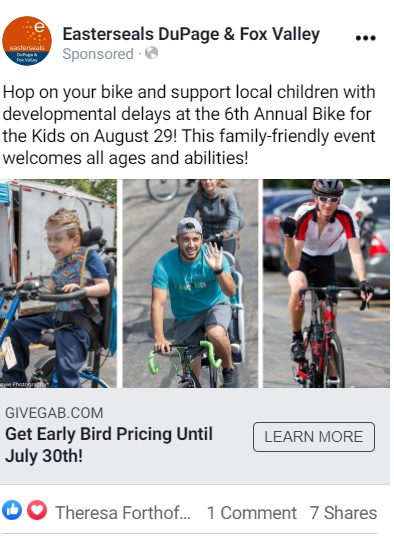 easterseals
DuPage &
Fox Valley
Easterseals DuPage & Fox Valley
Sponsored ·
Hop on your bike and support local children with
developmental delays at the 6th Annual Bike for
the Kids on August 29! This family-friendly event
welcomes all ages and abilities!
Photography
GIVEGAB.COM
Get Early Bird Pricing Until
July 30th!
LEARN MORE
Theresa Forthof... 1 Comment 7 Shares